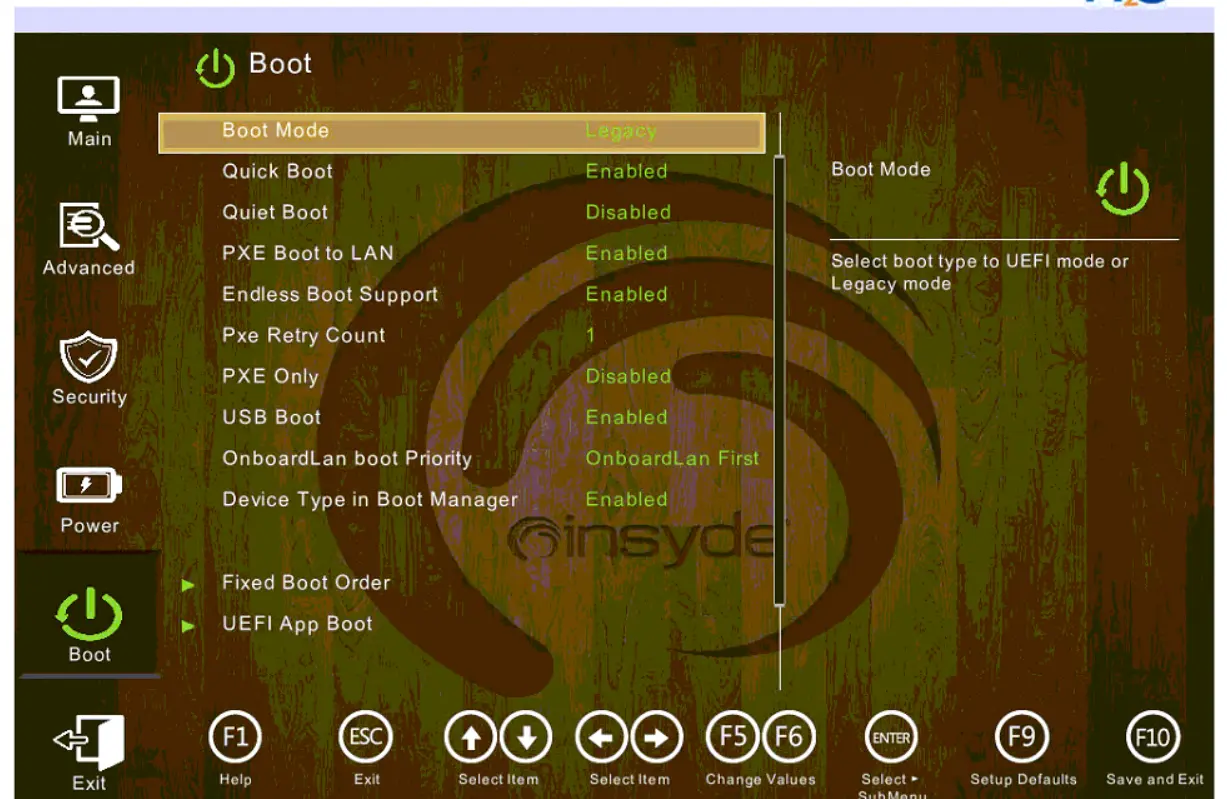 Boot
Main
Advanced
Security
Power
Boot
Exit
Boot Mode Legacy
Quick Boot Enabled
Quiet Boot Disabled
PXE Boot to LAN Enabled
Endless Boot Support Enabled
Pxe Retry Count 1
PXE Only Disabled
USB Boot Enabled
OnboardLan boot Priority OnboardLan First
Device Type in Boot Manager Enabled
insyde
Fixed Boot Order
UEFI App Boot
Boot Mode
Select boot type to UEFI mode or
Legacy mode
F1 ESC F5 F6 ENTER F9 F10
Help Exit Select Item Select Item Change Values Select ▸ Setup Defaults Save and Exit
SubMenu